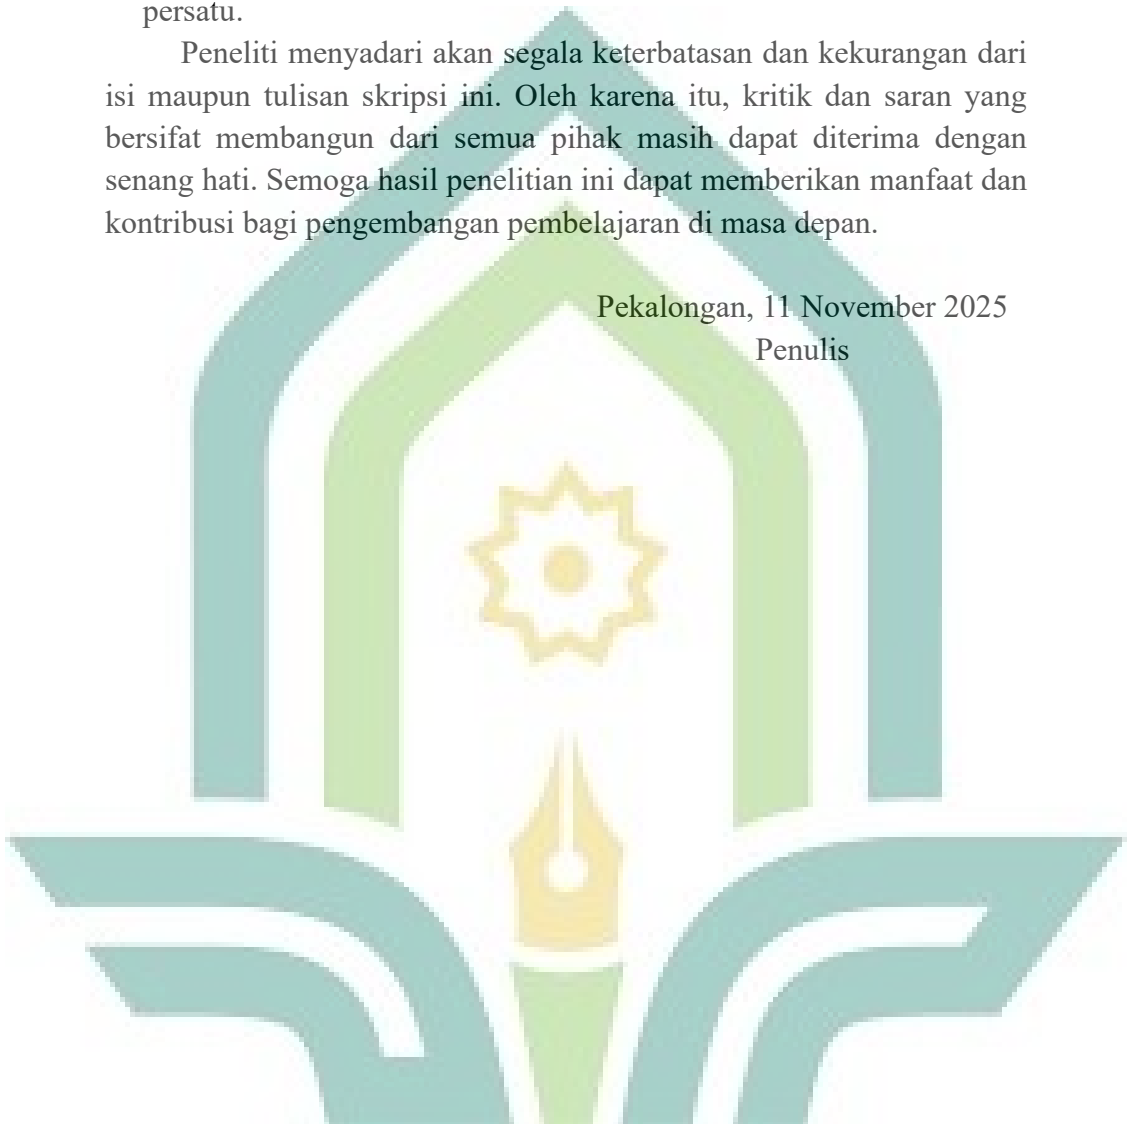 persatu.
Peneliti menyadari akan segala keterbatasan dan kekurangan dari
isi maupun tulisan skripsi ini. Oleh karena itu, kritik dan saran yang
bersifat membangun dari semua pihak masih dapat diterima dengan
senang hati. Semoga hasil penelitian ini dapat memberikan manfaat dan
kontribusi bagi pengembangan pembelajaran di masa depan.
Pekalongan, 11 November 2025
Penulis